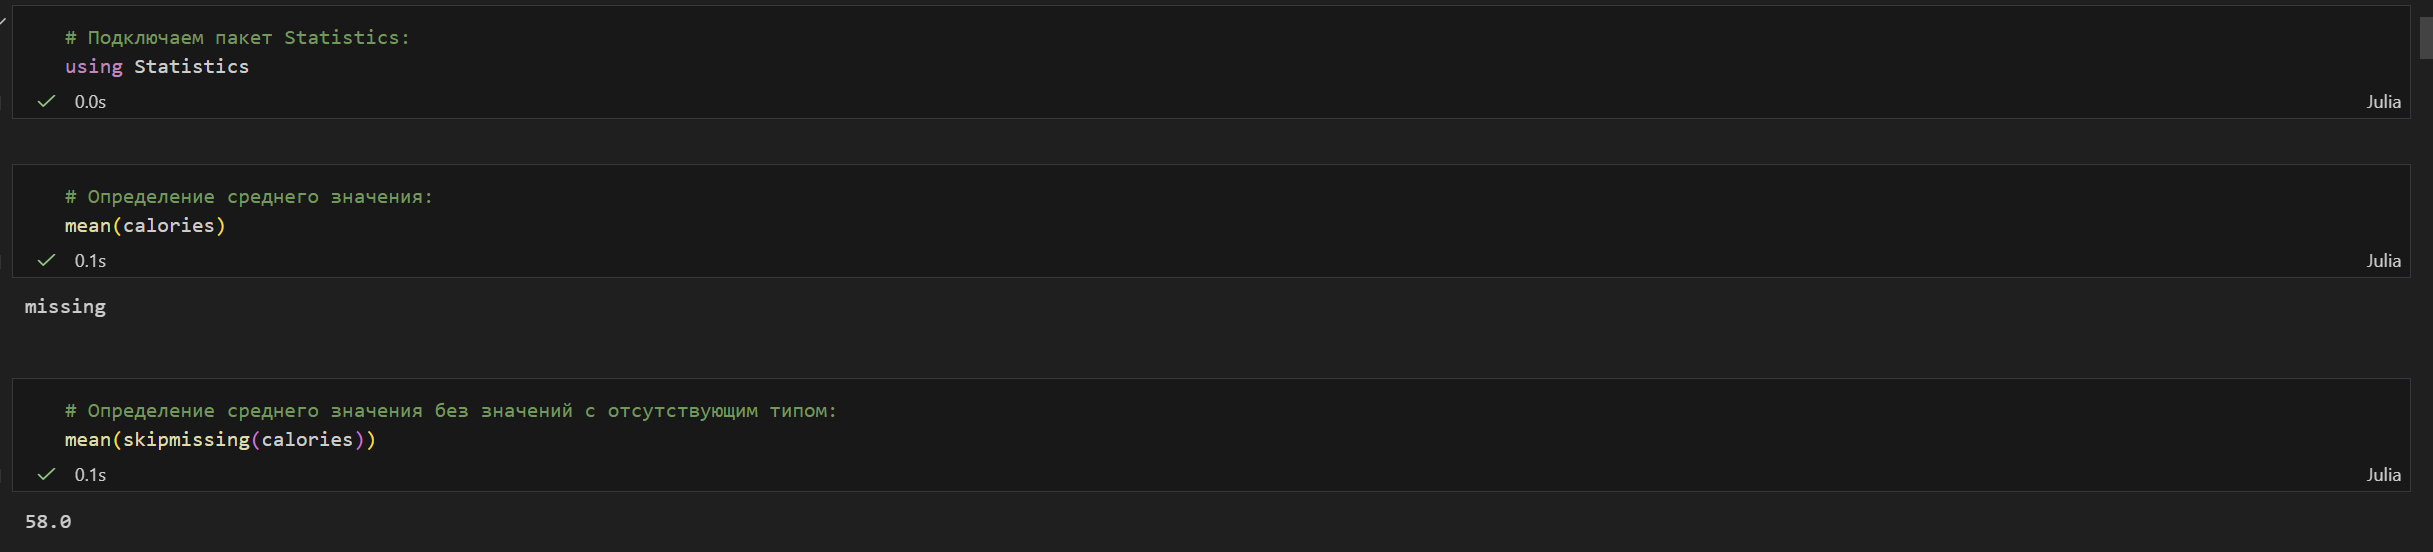 # Подключаем пакет Statistics:
using Statistics
0.0s
Julia
# Определение среднего значения:
mean(calories)
0.1s
Julia
missing
# Определение среднего значения без значений с отсутствующим типом:
mean(skipmissing(calories))
0.1s
Julia
58.0